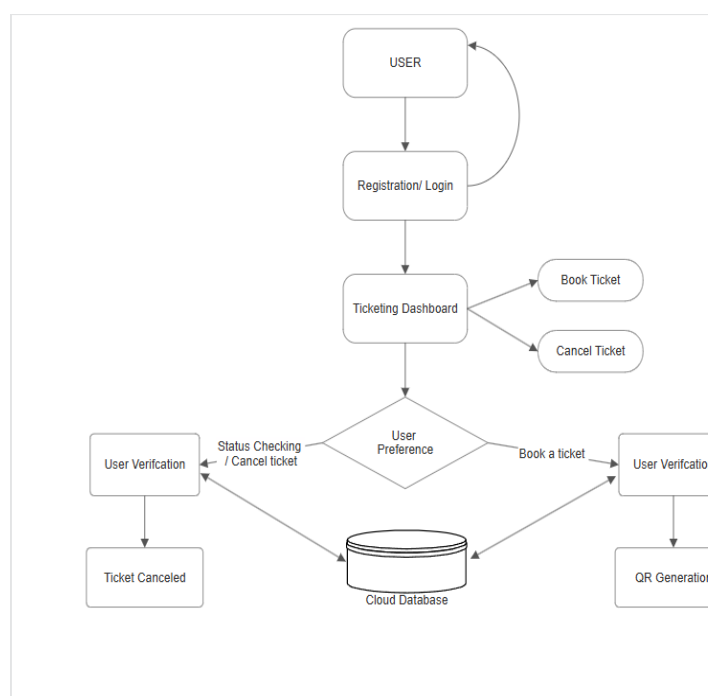 USER
Registration/ Login
Ticketing Dashboard
Book Ticket
Cancel Ticket
User
Preference
Status Checking
/ Cancel ticket
Book a ticket
User Verifcation
User Verifcatio
Ticket Canceled
Cloud Database
QR Generation